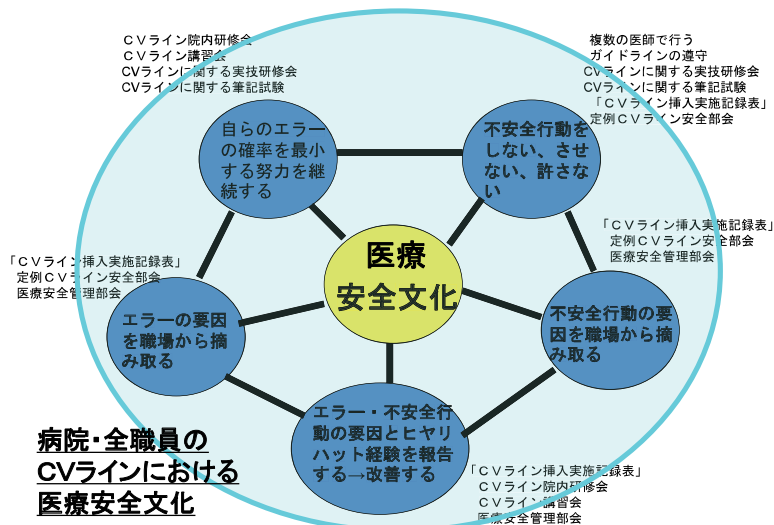 ＣＶライン院内研修会
ＣＶライン講習会
CVラインに関する実技研修会
CVラインに関する筆記試験
複数の医師で行う
ガイドラインの遵守
CVラインに関する実技研修会
CVラインに関する筆記試験
「ＣＶライン挿入実施記録表」
定例ＣＶライン安全部会
自らのエラー
の確率を最小
する努力を継
続する
不安全行動を
しない、させ
ない、許さな
い
「ＣＶライン挿入実施記録表」
定例ＣＶライン安全部会
医療安全管理部会
医療
安全文化
「ＣＶライン挿入実施記録表」
定例ＣＶライン安全部会
医療安全管理部会
エラーの要因
を職場から摘
み取る
不安全行動の要
因を職場から摘
み取る
エラー・不安全行
動の要因とヒヤリ
ハット経験を報告
する→改善する
病院・全職員の
CVラインにおける
医療安全文化
「ＣＶライン挿入実施記録表」
ＣＶライン院内研修会
ＣＶライン講習会
医療安全管理部会